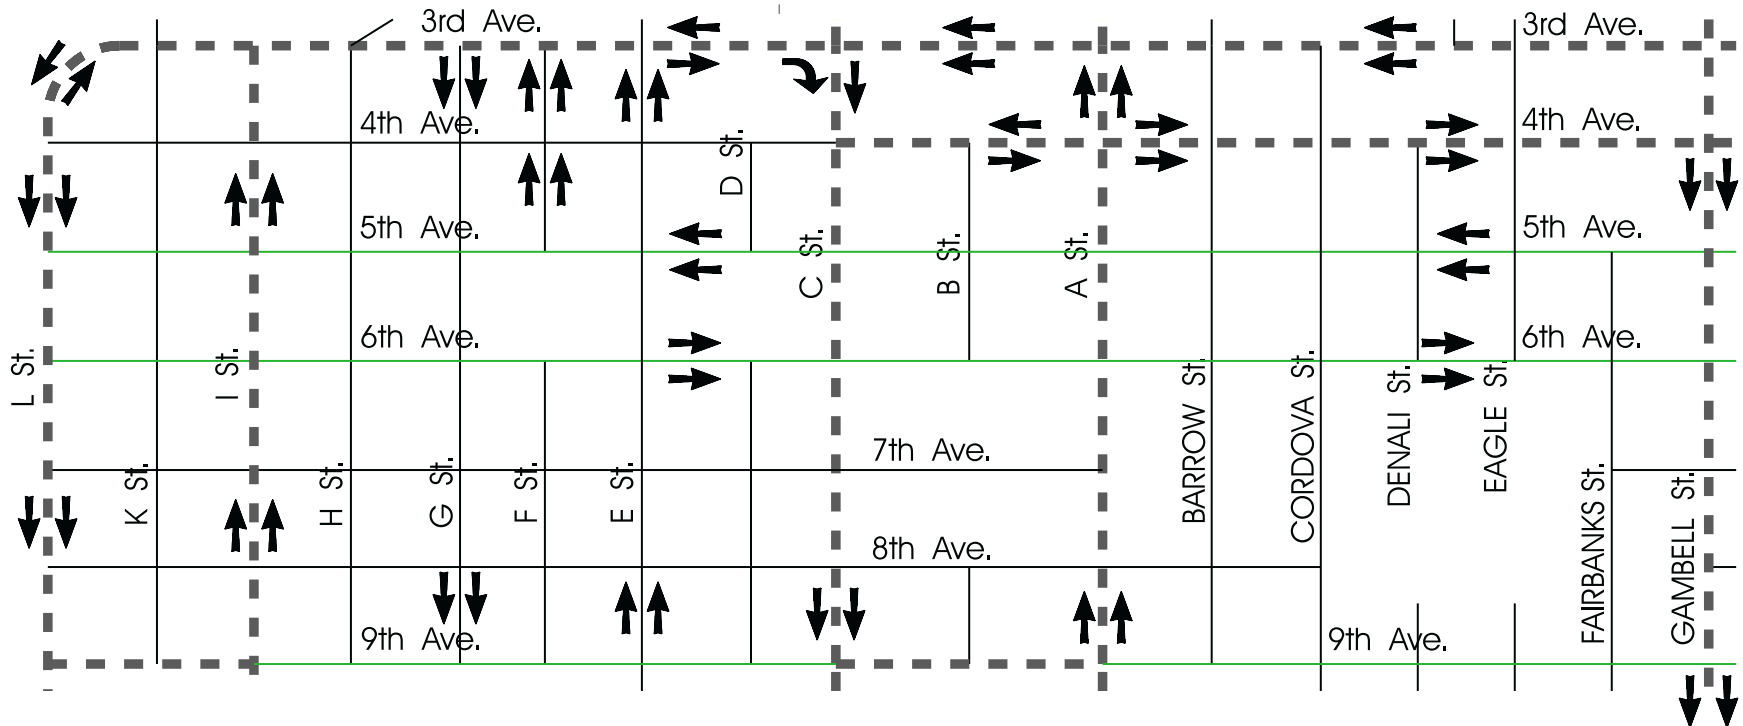 3rd Ave.
3rd Ave.
4th Ave.
4th Ave.
D St.
5th Ave.
5th Ave.
C St.
B St.
A St.
6th Ave.
6th Ave.
L St.
I St.
BARROW St.
CORDOVA St.
DENALI St.
EAGLE St.
7th Ave.
K St.
H St.
G St.
F St.
E St.
FAIRBANKS St.
GAMBELL St.
8th Ave.
9th Ave.
9th Ave.